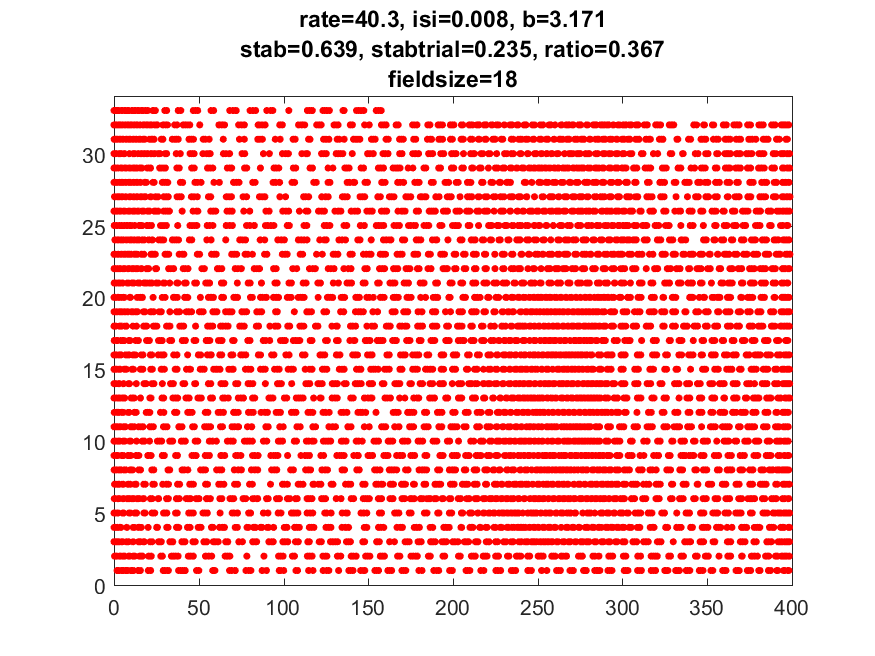 rate=40.3, isi=0.008, b=3.171
stab=0.639, stabtrial=0.235, ratio=0.367
fieldsize=18
30
25
20
15
10
5
0
0 50 100 150 200 250 300 350 400